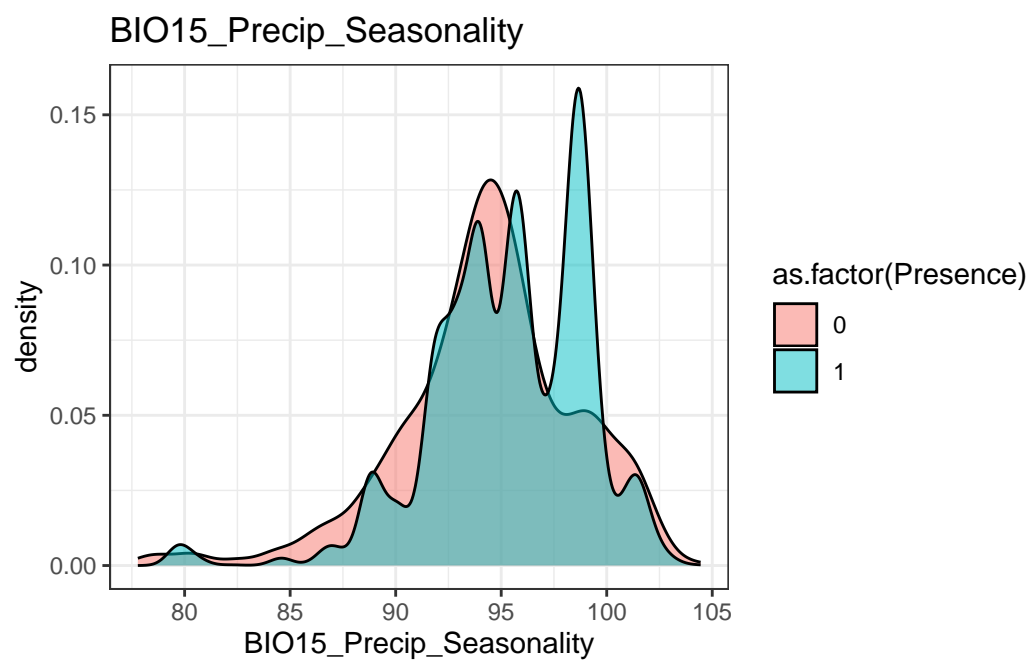 BIO15_Precip_Seasonality
0.15
0.10
0.05
0.00
density
80 85 90 95 100 105
BIO15_Precip_Seasonality
as.factor(Presence)
0
1